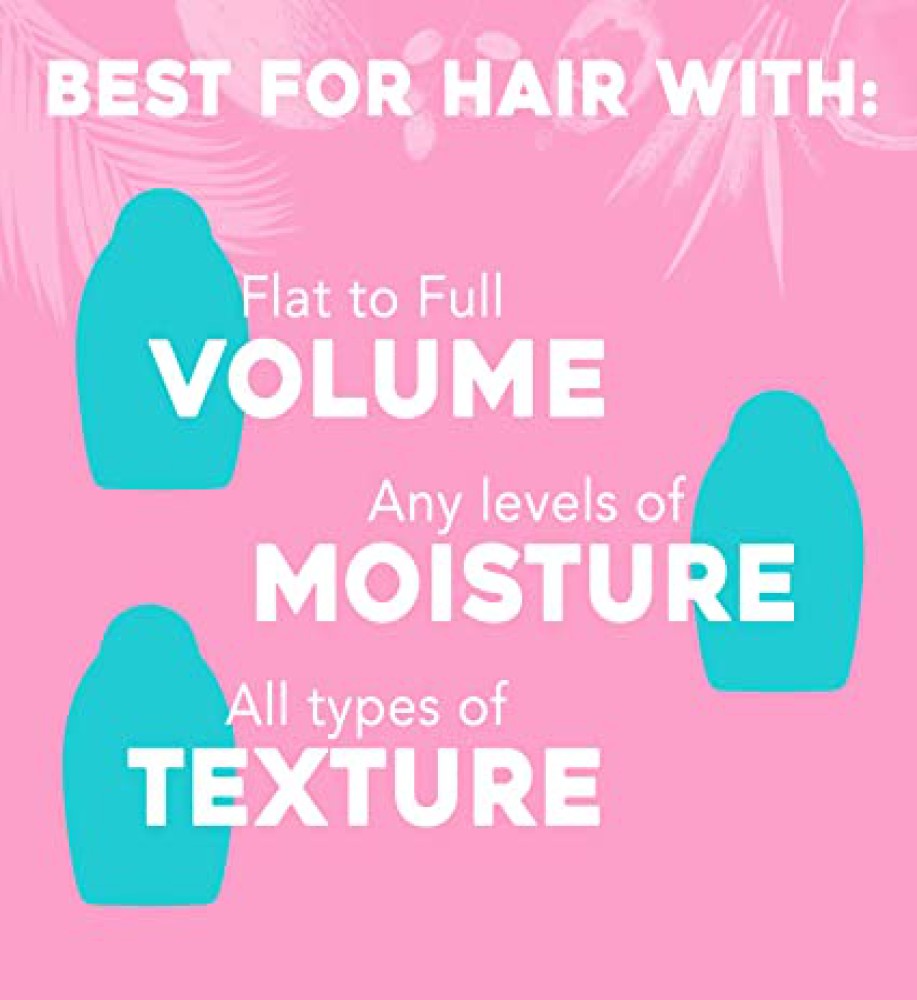 BEST FOR HAIR WITH:
Flat to Full
VOLUME
Any levels of
MOISTURE
All types of
TEXTURE